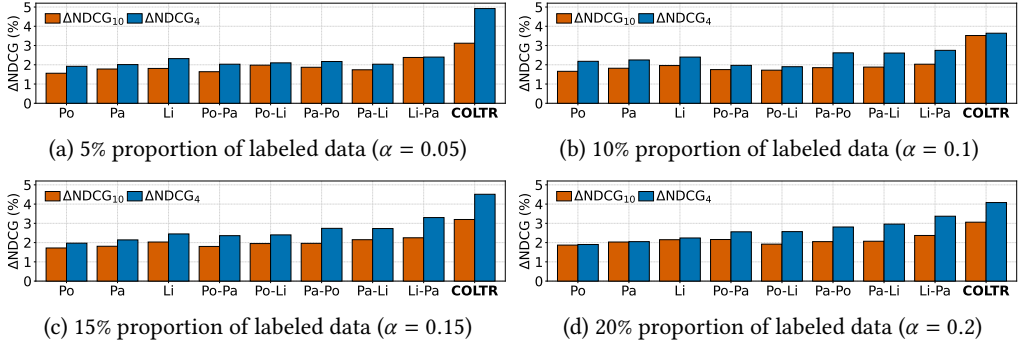 5
4
3
2
1
0
ΔNDCG (%)
ΔNDCG₁₀ ΔNDCG₄
Po Pa Li Po-Pa Po-Li Pa-Po Pa-Li Li-Pa COLTR
(a) 5% proportion of labeled data (α = 0.05)
5
4
3
2
1
0
ΔNDCG (%)
ΔNDCG₁₀ ΔNDCG₄
Po Pa Li Po-Pa Po-Li Pa-Po Pa-Li Li-Pa COLTR
(b) 10% proportion of labeled data (α = 0.1)
5
4
3
2
1
0
ΔNDCG (%)
ΔNDCG₁₀ ΔNDCG₄
Po Pa Li Po-Pa Po-Li Pa-Po Pa-Li Li-Pa COLTR
(c) 15% proportion of labeled data (α = 0.15)
5
4
3
2
1
0
ΔNDCG (%)
ΔNDCG₁₀ ΔNDCG₄
Po Pa Li Po-Pa Po-Li Pa-Po Pa-Li Li-Pa COLTR
(d) 20% proportion of labeled data (α = 0.2)